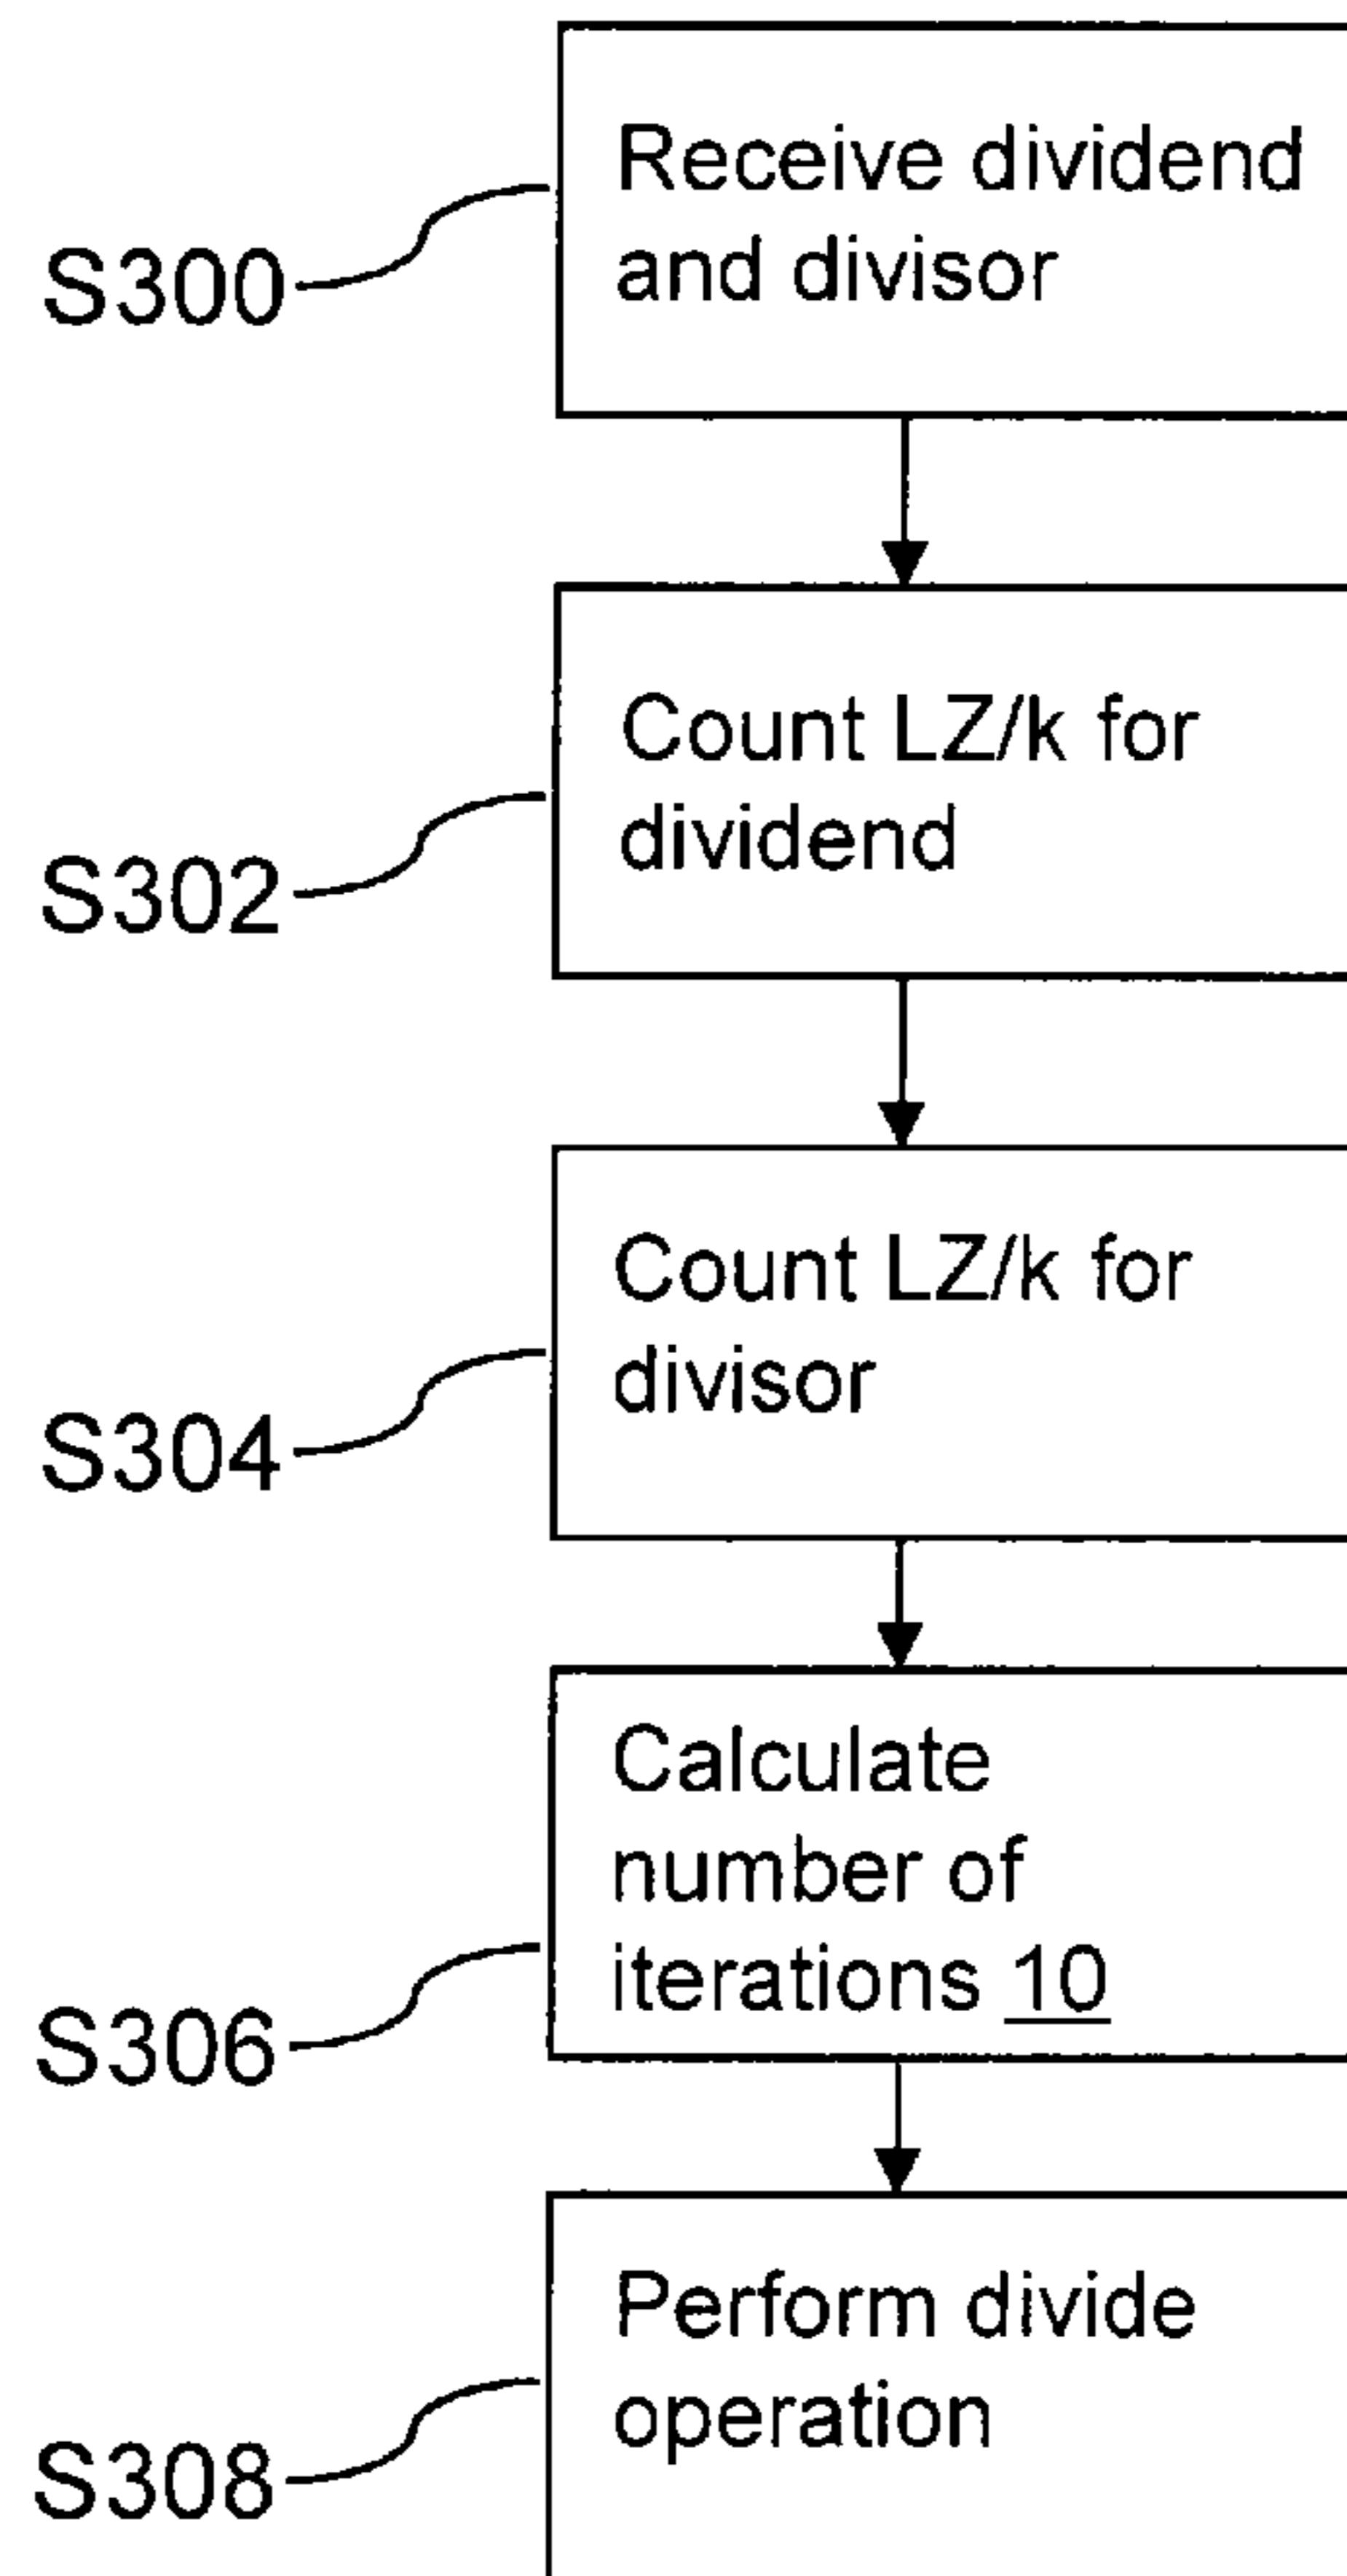 Receive dividend
and divisor
S300
Count LZ/k for
dividend
S302
Count LZ/k for
divisor
S304
Calculate
number of
iterations 10
S306
Perform divide
operation
S308